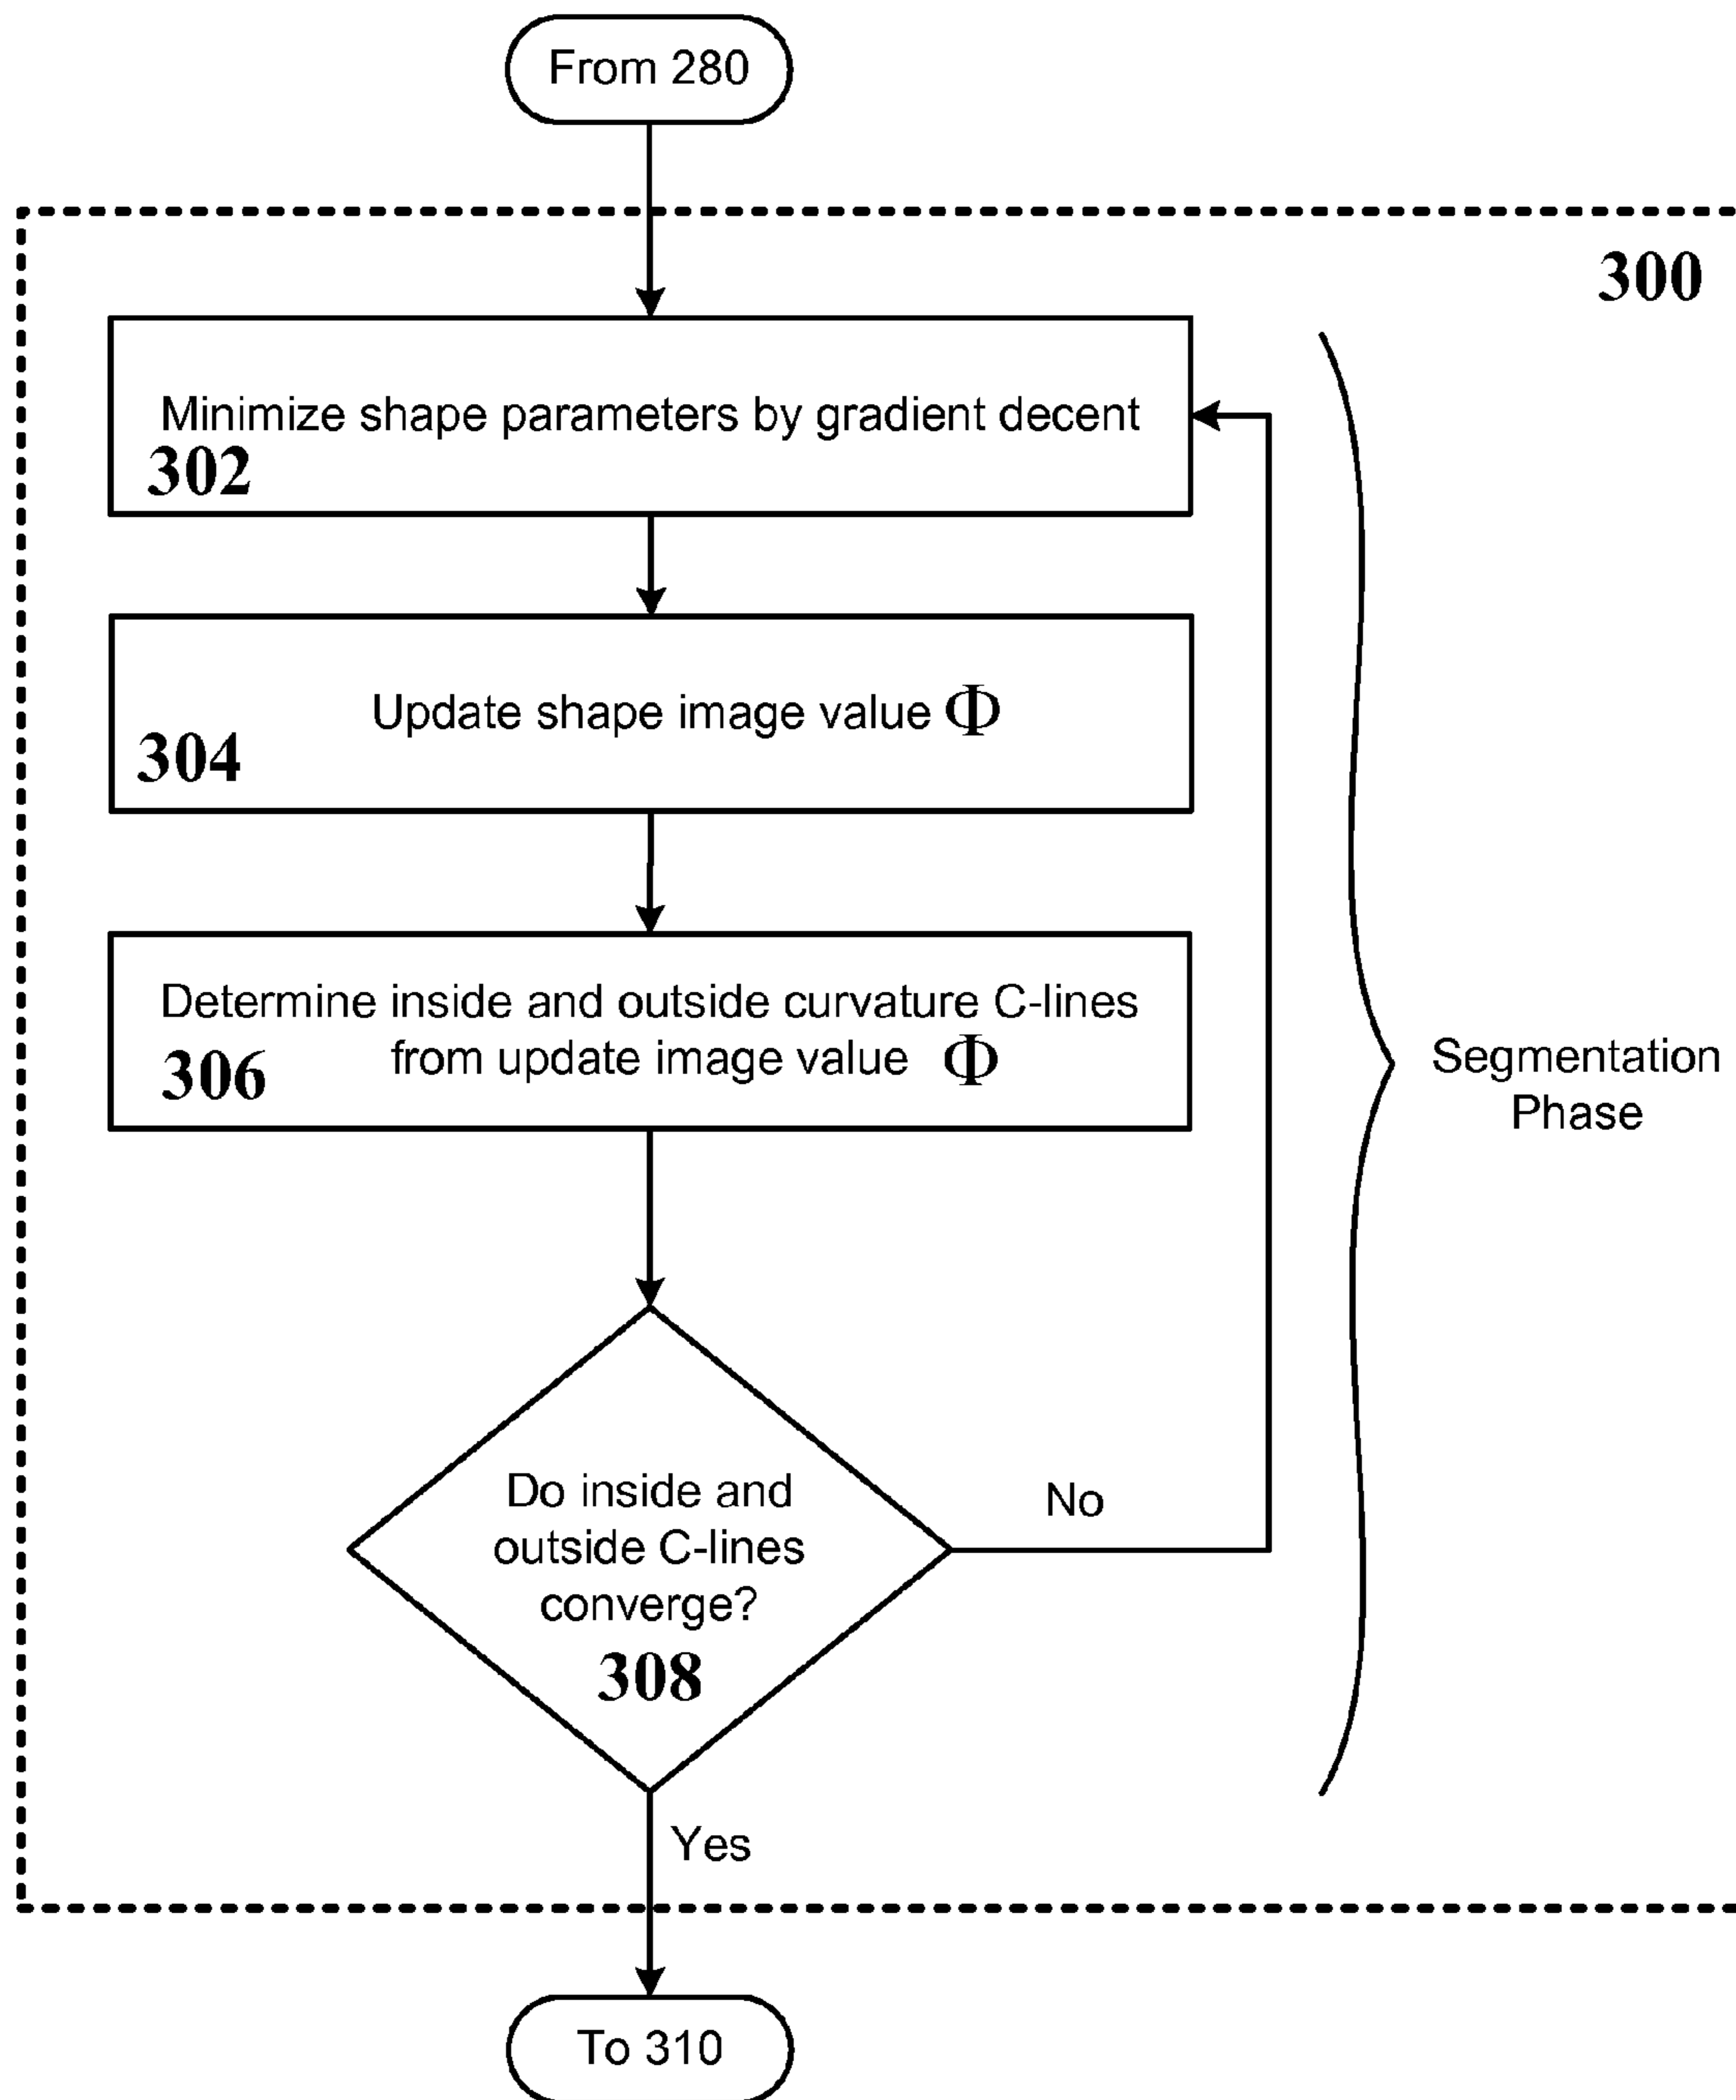 From 280
300
Minimize shape parameters by gradient decent
302
Update shape image value Φ
304
Determine inside and outside curvature C-lines
from update image value Φ
306
Segmentation
Phase
Do inside and
outside C-lines
converge?
308
No
Yes
To 310